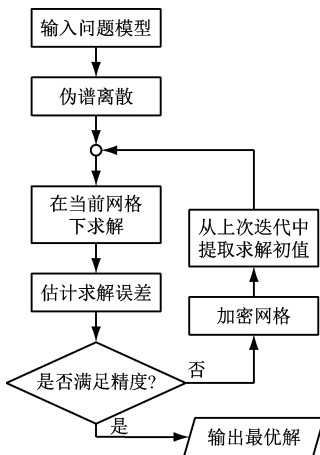 输入问题模型
伪谱离散
在当前网格
下求解
从上次迭代中
提取求解初值
估计求解误差
加密网格
是否满足精度?
否
是
输出最优解